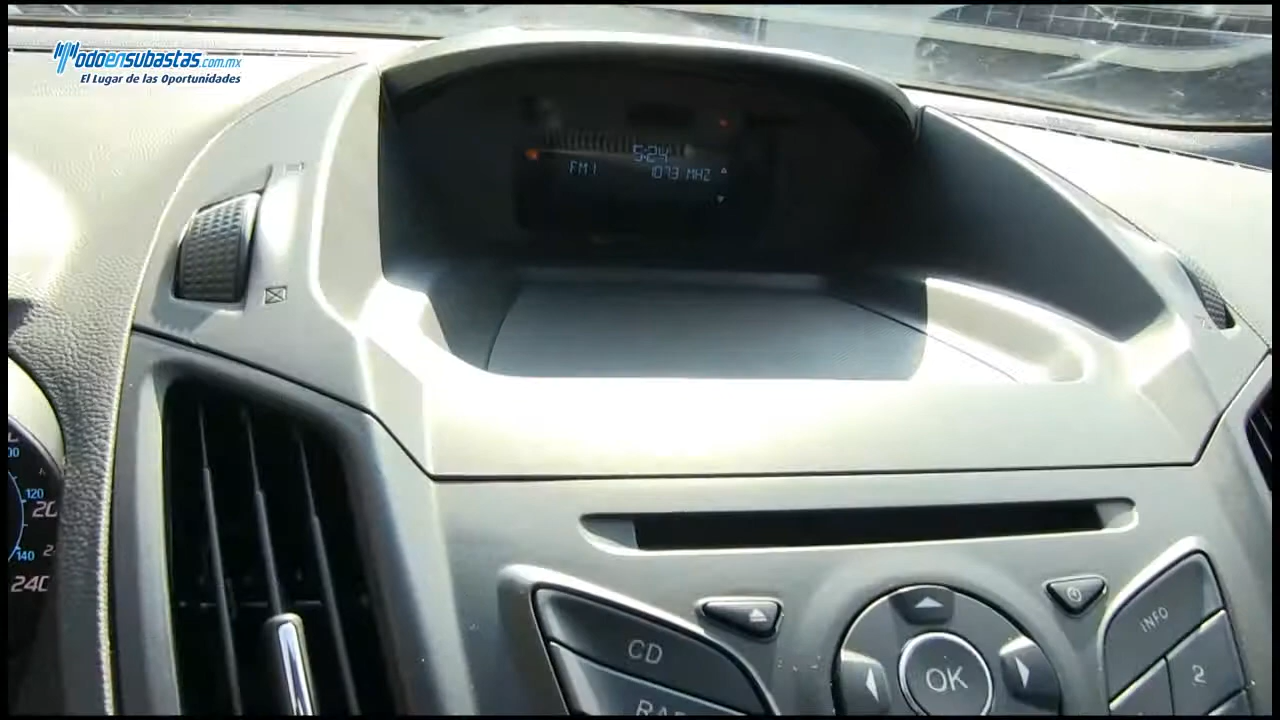 Modoensubastas.com.mx
El Lugar de las Oportunidades
5:24
FM1 107.3 MHZ
120
140
240
CD
OK
INFO
2